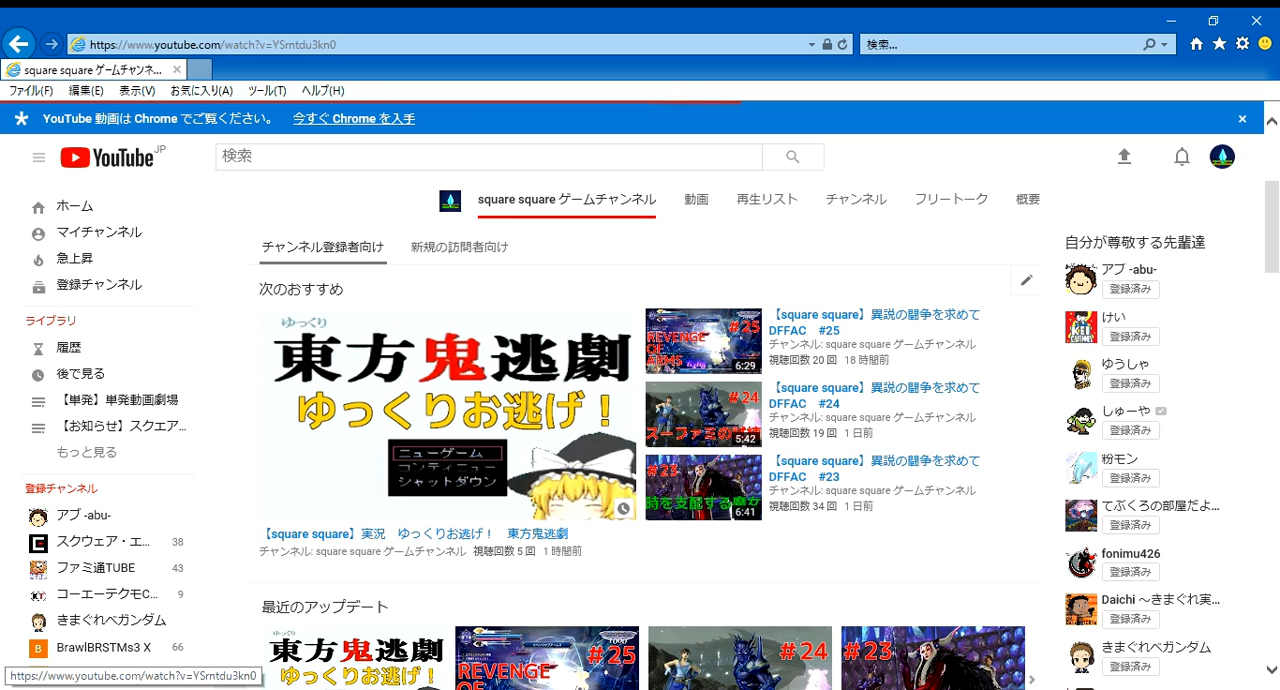 https://www.youtube.com/watch?v=YSrntdu3kn0
検索...
square square ゲームチャンネ...
ファイル(F) 編集(E) 表示(V) お気に入り(A) ツール(T) ヘルプ(H)
YouTube 動画は Chrome でご覧ください。 今すぐ Chrome を入手
YouTube JP
検索
square square ゲームチャンネル 動画 再生リスト チャンネル フリートーク 概要
ホーム
マイチャンネル
急上昇
登録チャンネル
ライブラリ
履歴
後で見る
【単発】単発動画劇場
【お知らせ】スクエア...
もっと見る
登録チャンネル
アブ -abu-
スクウェア・エ... 38
ファミ通TUBE 43
コーエーテクモC... 9
きまぐれベガンダム
BrawlBRSTMs3 X 66
https://www.youtube.com/watch?v=YSrntdu3kn0
チャンネル登録者向け 新規の訪問者向け
次のおすすめ
ゆっくり
東方鬼逃劇
ゆっくりお逃げ！
ニューゲーム
コンティニュー
シャットダウン
【square square】実況 ゆっくりお逃げ！ 東方鬼逃劇
チャンネル: square square ゲームチャンネル 視聴回数 5 回 1 時間前
#25
REVENGE
OF
ARMS
6:29
【square square】異説の闘争を求めて
DFFAC #25
チャンネル: square square ゲームチャンネル
視聴回数 20 回 18 時間前
#24
5:42
【square square】異説の闘争を求めて
DFFAC #24
チャンネル: square square ゲームチャンネル
視聴回数 19 回 1 日前
#23
時を支配する魔女
6:41
【square square】異説の闘争を求めて
DFFAC #23
チャンネル: square square ゲームチャンネル
視聴回数 34 回 1 日前
最近のアップデート
ゆっくり
東方鬼逃劇
ゆっくりお逃げ！
#25
REVENGE
#24
#23
自分が尊敬する先輩達
アブ -abu-
登録済み
けい
登録済み
ゆうしゃ
登録済み
しゅーや
登録済み
粉モン
登録済み
てぶくろの部屋だよ...
登録済み
fonimu426
登録済み
Daichi ～きまぐれ実...
登録済み
きまぐれベガンダム
登録済み